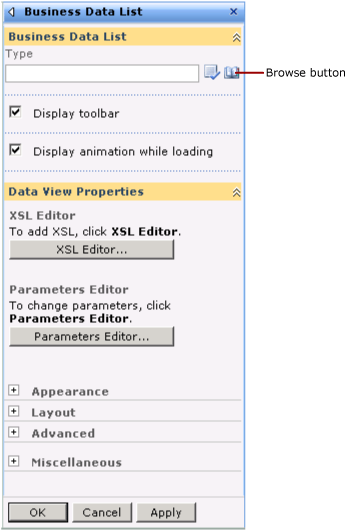 Business Data List
Business Data List
Type
Browse button
Display toolbar
Display animation while loading
Data View Properties
XSL Editor
To add XSL, click XSL Editor.
XSL Editor...
Parameters Editor
To change parameters, click
Parameters Editor.
Parameters Editor...
Appearance
Layout
Advanced
Miscellaneous
OK Cancel Apply